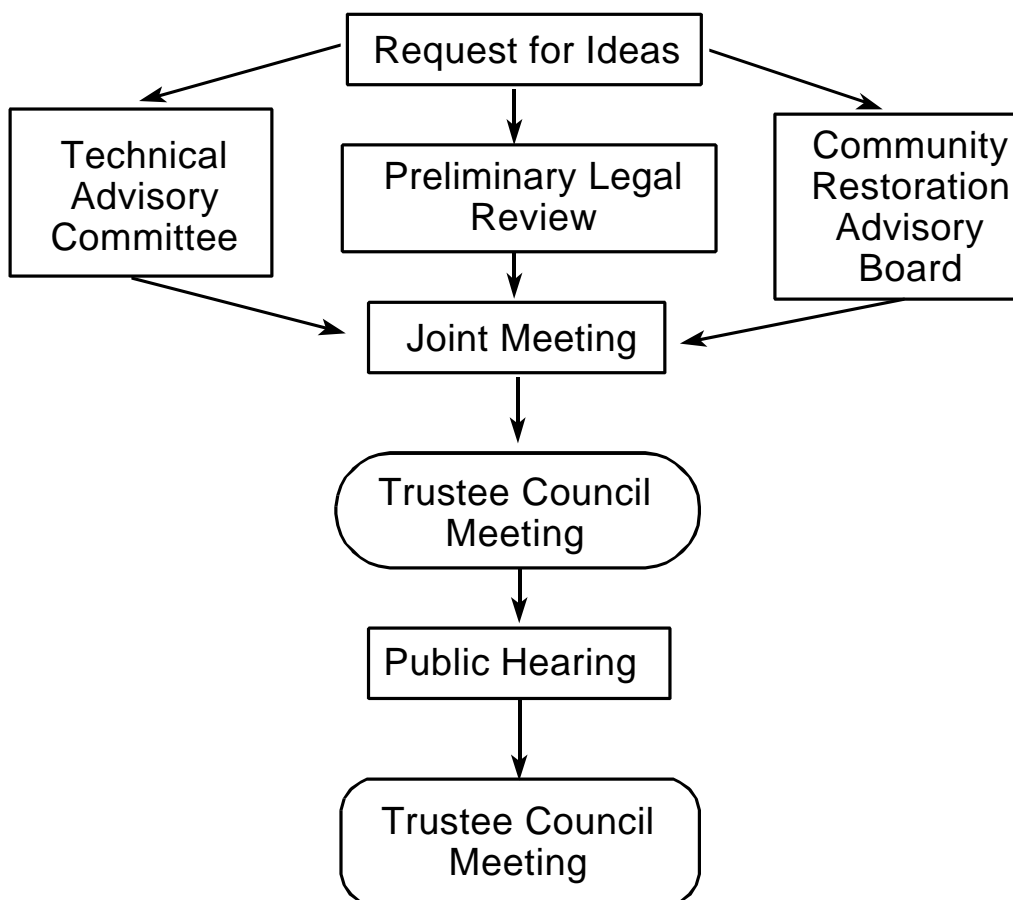 Request for Ideas
Technical
Advisory
Committee
Preliminary Legal
Review
Community
Restoration
Advisory
Board
Joint Meeting
Trustee Council
Meeting
Public Hearing
Trustee Council
Meeting